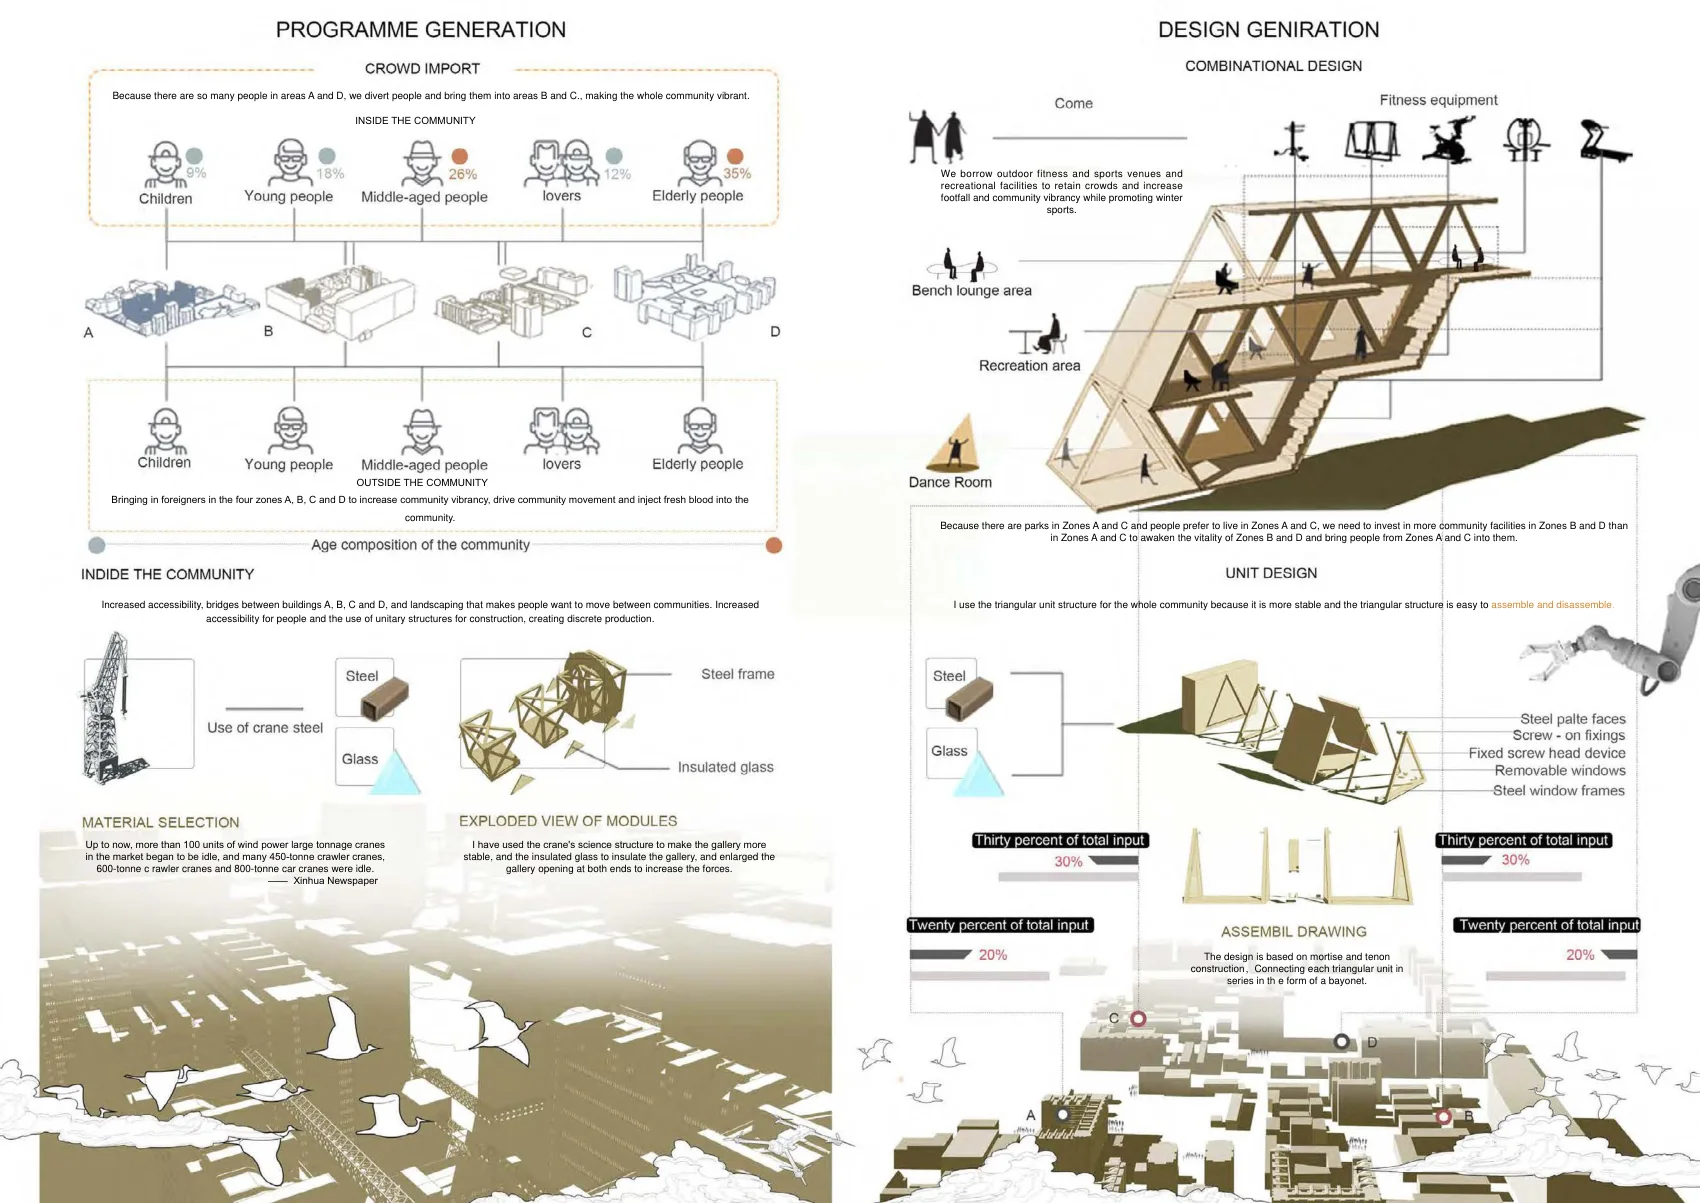 PROGRAMME GENERATION
CROWD IMPORT
Because there are so many people in areas A and D, we divert people and bring them into areas B and C., making the whole community vibrant.
INSIDE THE COMMUNITY
9%
18%
26%
12%
35%
Children
Young people
Middle-aged people
lovers
Elderly people
A
B
C
D
Children
Young people
Middle-aged people
lovers
Elderly people
OUTSIDE THE COMMUNITY
Bringing in foreigners in the four zones A, B, C and D to increase community vibrancy, drive community movement and inject fresh blood into the
community.
Age composition of the community
INDIDE THE COMMUNITY
Increased accessibility, bridges between buildings A, B, C and D, and landscaping that makes people want to move between communities. Increased
accessibility for people and the use of unitary structures for construction, creating discrete production.
Use of crane steel
Steel
Glass
Steel frame
Insulated glass
MATERIAL SELECTION
Up to now, more than 100 units of wind power large tonnage cranes
in the market began to be idle, and many 450-tonne crawler cranes,
600-tonne c rawler cranes and 800-tonne car cranes were idle.
—— Xinhua Newspaper
EXPLODED VIEW OF MODULES
I have used the crane's science structure to make the gallery more
stable, and the insulated glass to insulate the gallery, and enlarged the
gallery opening at both ends to increase the forces.
DESIGN GENIRATION
COMBINATIONAL DESIGN
Come
Fitness equipment
We borrow outdoor fitness and sports venues and
recreational facilities to retain crowds and increase
footfall and community vibrancy while promoting winter
sports.
Bench lounge area
Recreation area
Dance Room
Because there are parks in Zones A and C and people prefer to live in Zones A and C, we need to invest in more community facilities in Zones B and D than
in Zones A and C to awaken the vitality of Zones B and D and bring people from Zones A and C into them.
UNIT DESIGN
I use the triangular unit structure for the whole community because it is more stable and the triangular structure is easy to assemble and disassemble.
Steel
Glass
Steel palte faces
Screw - on fixings
Fixed screw head device
Removable windows
Steel window frames
Thirty percent of total input
30%
Thirty percent of total input
30%
Twenty percent of total input
20%
Twenty percent of total input
20%
ASSEMBIL DRAWING
The design is based on mortise and tenon
construction, Connecting each triangular unit in
series in th e form of a bayonet.
C
D
A
B